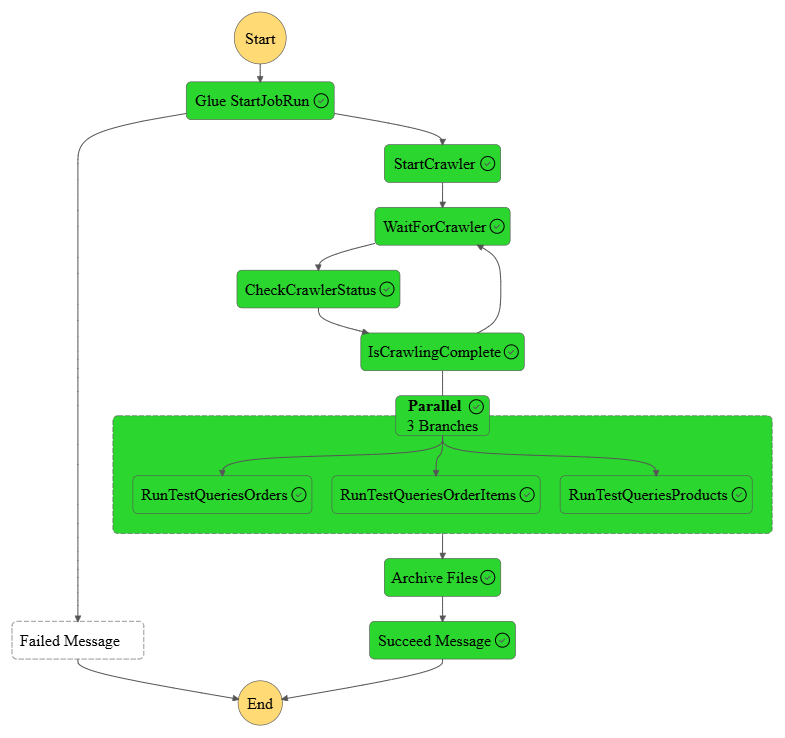 Start
Glue StartJobRun
StartCrawler
WaitForCrawler
CheckCrawlerStatus
IsCrawlingComplete
Parallel
3 Branches
RunTestQueriesOrders
RunTestQueriesOrderItems
RunTestQueriesProducts
Archive Files
Failed Message
Succeed Message
End